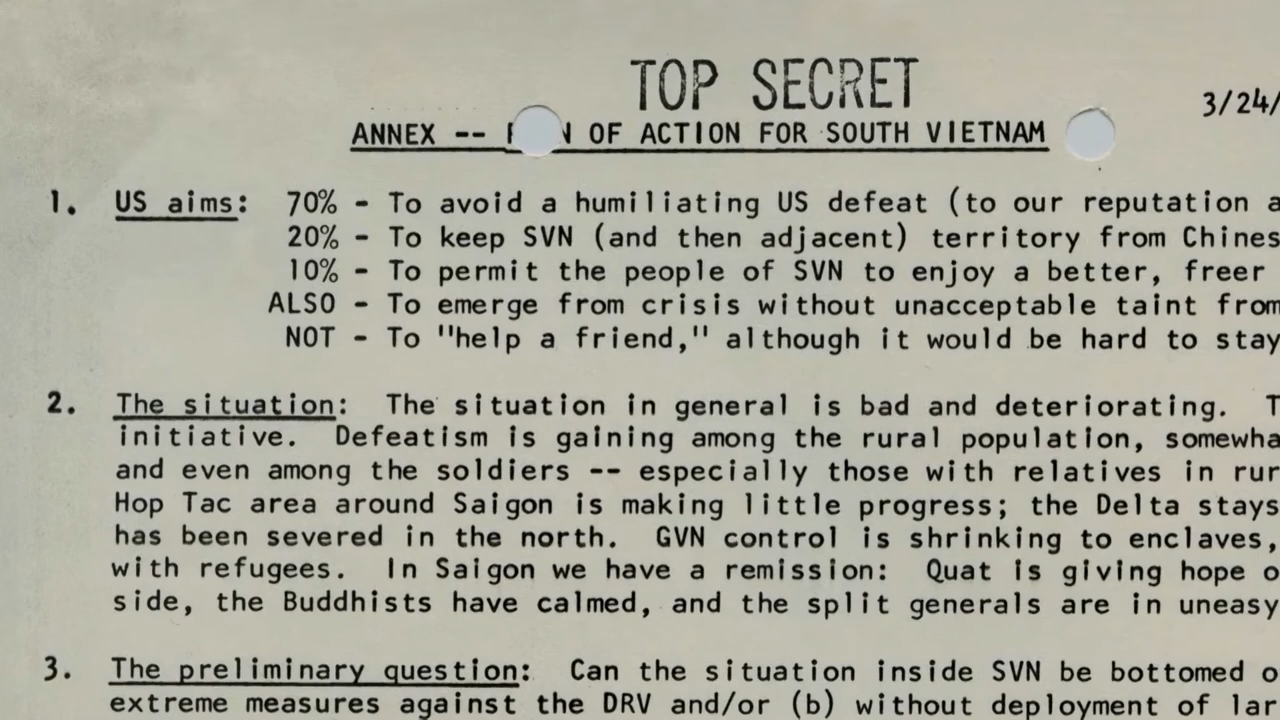 TOP SECRET
3/24/
ANNEX -- N OF ACTION FOR SOUTH VIETNAM
1. US aims: 70% - To avoid a humiliating US defeat (to our reputation a
20% - To keep SVN (and then adjacent) territory from Chines
10% - To permit the people of SVN to enjoy a better, freer
ALSO - To emerge from crisis without unacceptable taint from
NOT - To "help a friend," although it would be hard to stay
2. The situation: The situation in general is bad and deteriorating. T
initiative. Defeatism is gaining among the rural population, somewha
and even among the soldiers -- especially those with relatives in rur
Hop Tac area around Saigon is making little progress; the Delta stays
has been severed in the north. GVN control is shrinking to enclaves,
with refugees. In Saigon we have a remission: Quat is giving hope o
side, the Buddhists have calmed, and the split generals are in uneasy
3. The preliminary question: Can the situation inside SVN be bottomed o
extreme measures against the DRV and/or (b) without deployment of lar